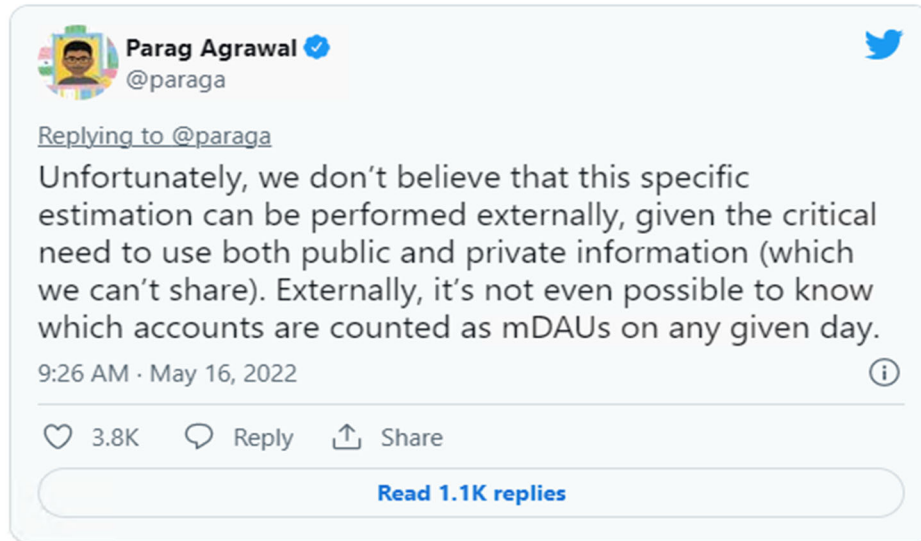 Parag Agrawal
@paraga
Replying to @paraga
Unfortunately, we don’t believe that this specific
estimation can be performed externally, given the critical
need to use both public and private information (which
we can’t share). Externally, it’s not even possible to know
which accounts are counted as mDAUs on any given day.
9:26 AM · May 16, 2022
3.8K Reply Share
Read 1.1K replies